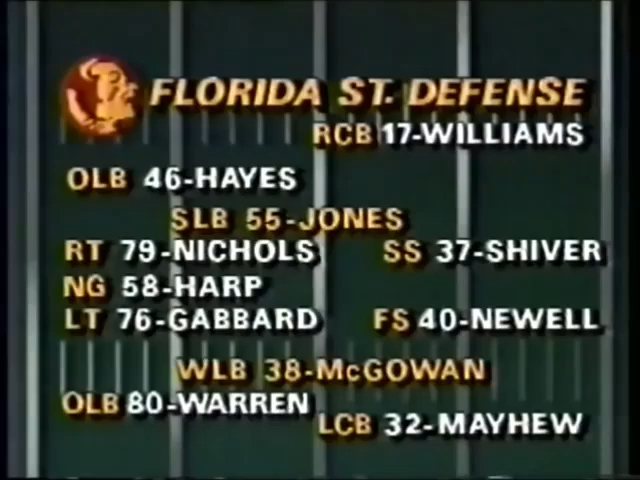 FLORIDA ST. DEFENSE
RCB 17-WILLIAMS
OLB 46-HAYES
SLB 55-JONES
RT 79-NICHOLS SS 37-SHIVER
NG 58-HARP
LT 76-GABBARD FS 40-NEWELL
WLB 38-McGOWAN
OLB 80-WARREN
LCB 32-MAYHEW